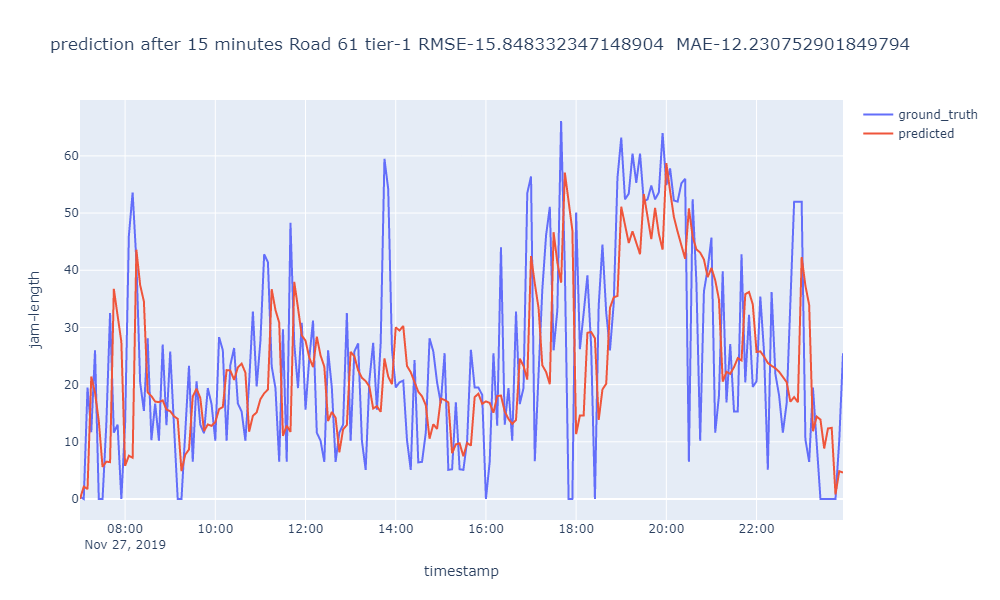 prediction after 15 minutes Road 61 tier-1 RMSE-15.848332347148904  MAE-12.230752901849794
ground_truth
predicted
60
50
40
30
20
10
0
jam-length
08:00 10:00 12:00 14:00 16:00 18:00 20:00 22:00
Nov 27, 2019
timestamp